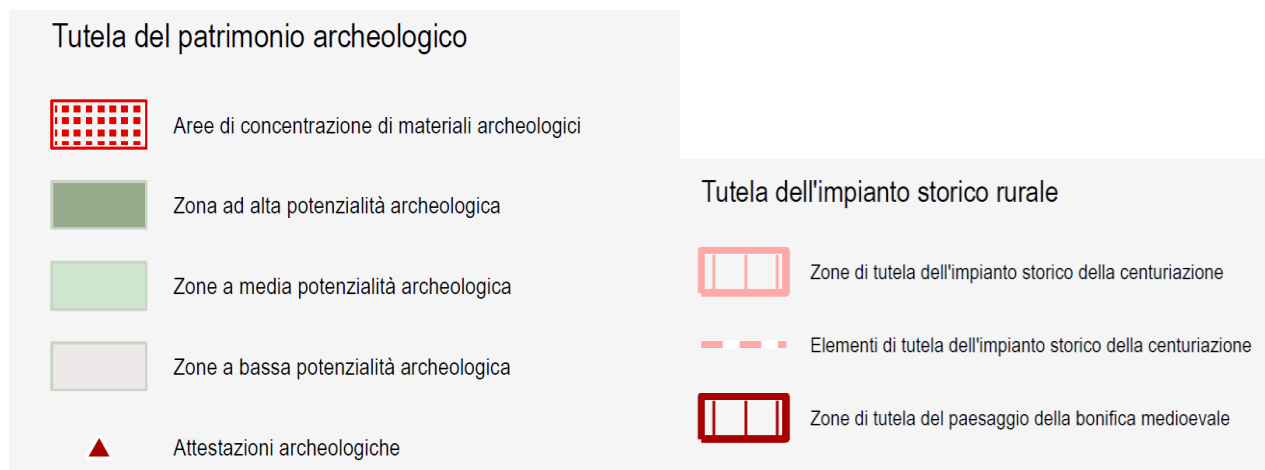 Tutela del patrimonio archeologico
Aree di concentrazione di materiali archeologici
Zona ad alta potenzialità archeologica
Zone a media potenzialità archeologica
Zone a bassa potenzialità archeologica
Attestazioni archeologiche
Tutela dell'impianto storico rurale
Zone di tutela dell'impianto storico della centuriazione
Elementi di tutela dell'impianto storico della centuriazione
Zone di tutela del paesaggio della bonifica medioevale